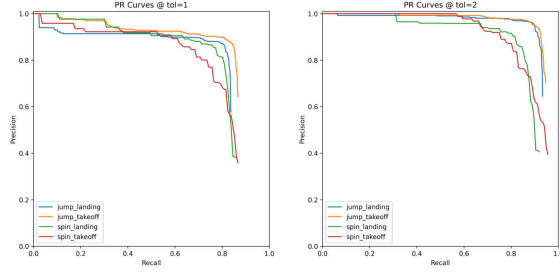 PR Curves @ tol=1
1.0
0.8
0.6
0.4
0.2
0.0
Precision
jump_landing
jump_takeoff
spin_landing
spin_takeoff
0.0 0.2 0.4 0.6 0.8 1.0
Recall
PR Curves @ tol=2
1.0
0.8
0.6
0.4
0.2
0.0
Precision
jump_landing
jump_takeoff
spin_landing
spin_takeoff
0.0 0.2 0.4 0.6 0.8 1.0
Recall